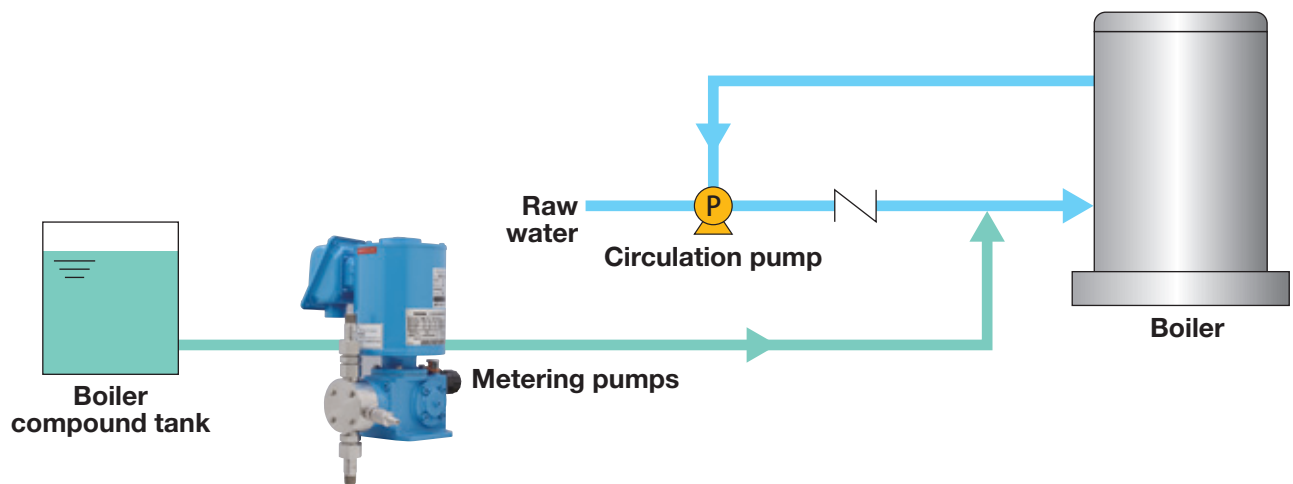 Raw
water
P
Circulation pump
Boiler
Metering pumps
Boiler
compound tank